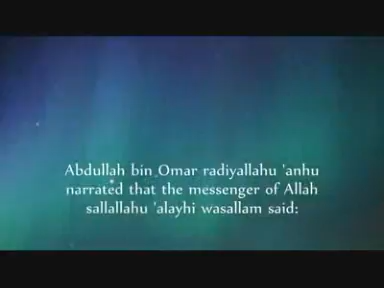 Abdullah bin Omar radiyallahu 'anhu
narrated that the messenger of Allah
sallallahu 'alayhi wasallam said: